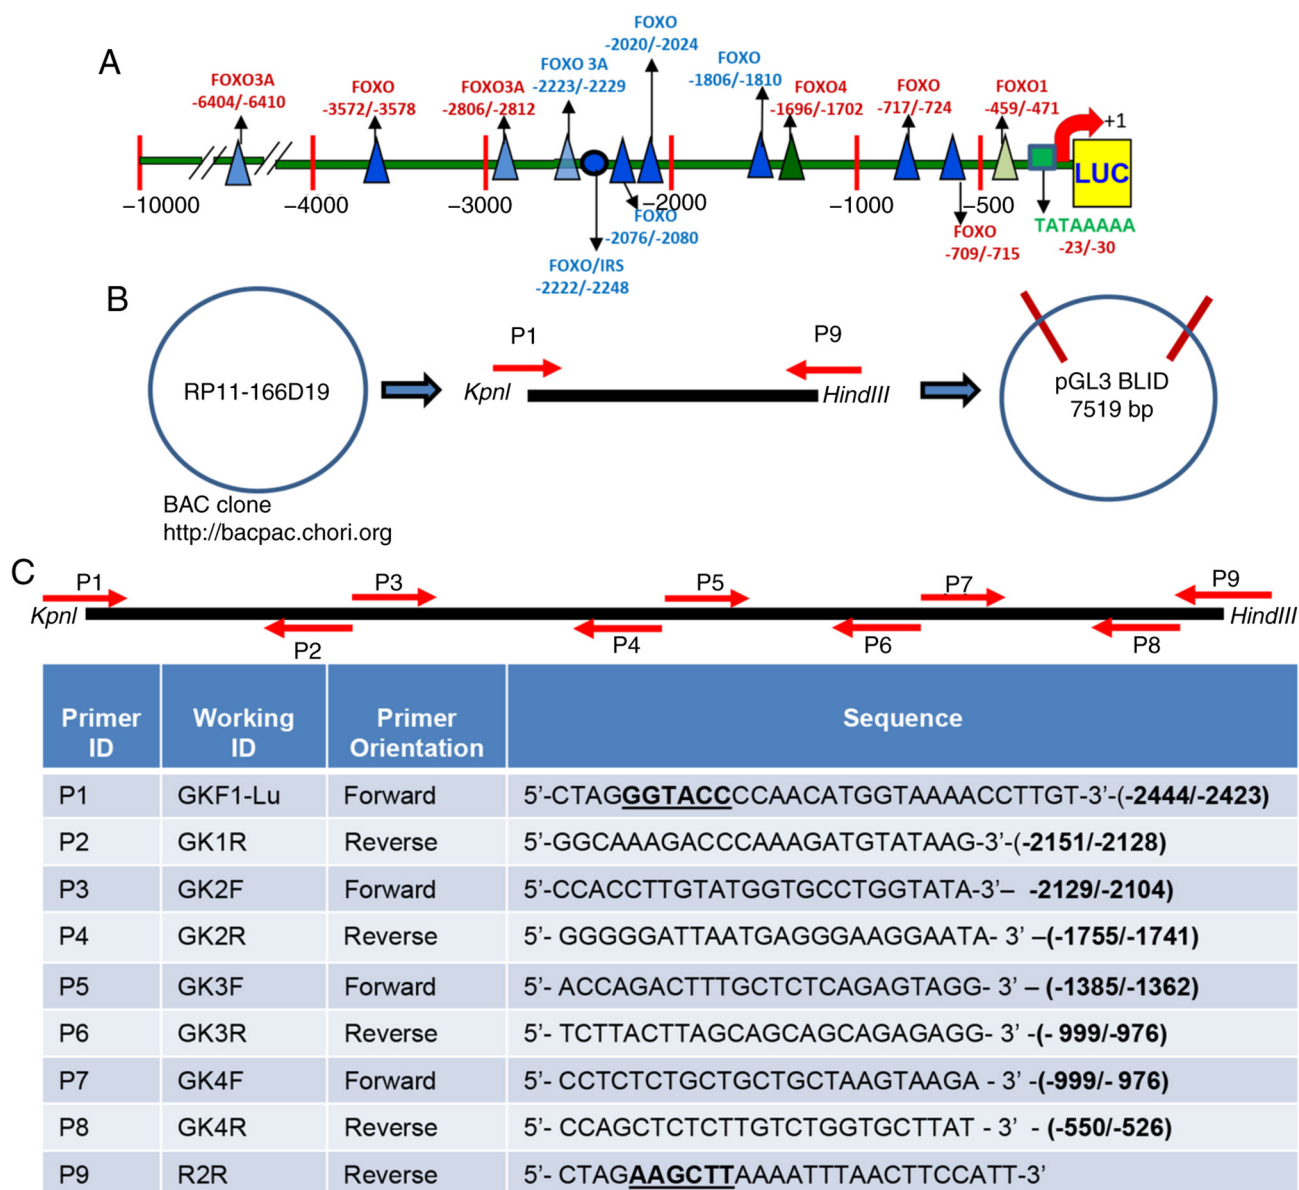 A
FOXO
-2020/-2024
FOXO 3A
-2223/-2229
FOXO
-1806/-1810
FOXO3A
-6404/-6410
FOXO
-3572/-3578
FOXO3A
-2806/-2812
FOXO4
-1696/-1702
FOXO
-717/-724
FOXO1
-459/-471
+1
LUC
−10000
−4000
−3000
−2000
−1000
−500
FOXO
-2076/-2080
FOXO/IRS
-2222/-2248
FOXO
-709/-715
TATAAAAA
-23/-30
B
RP11-166D19
BAC clone
http://bacpac.chori.org
P1
P9
KpnI
HindIII
pGL3 BLID
7519 bp
C
P1
P3
P5
P7
P9
KpnI
HindIII
P2
P4
P6
P8
Primer ID Working ID Primer Orientation Sequence
P1 GKF1-Lu Forward 5’-CTAGGGTACCCCAACATGGTAAAACCTTGT-3’-(-2444/-2423)
P2 GK1R Reverse 5’-GGCAAAGACCCAAAGATGTATAAG-3’-(-2151/-2128)
P3 GK2F Forward 5’-CCACCTTGTATGGTGCCTGGTATA-3’– -2129/-2104)
P4 GK2R Reverse 5’- GGGGGATTAATGAGGGAAGGAATA- 3’ –(-1755/-1741)
P5 GK3F Forward 5’- ACCAGACTTTGCTCTCAGAGTAGG- 3’ – (-1385/-1362)
P6 GK3R Reverse 5’- TCTTACTTAGCAGCAGCAGAGAGG- 3’ -(- 999/-976)
P7 GK4F Forward 5’- CCTCTCTGCTGCTGCTAAGTAAGA - 3’ -(-999/- 976)
P8 GK4R Reverse 5’- CCAGCTCTCTTGTCTGGTGCTTAT - 3’ - (-550/-526)
P9 R2R Reverse 5’- CTAGAAGCTTAAAATTTAACTTCCATT-3’